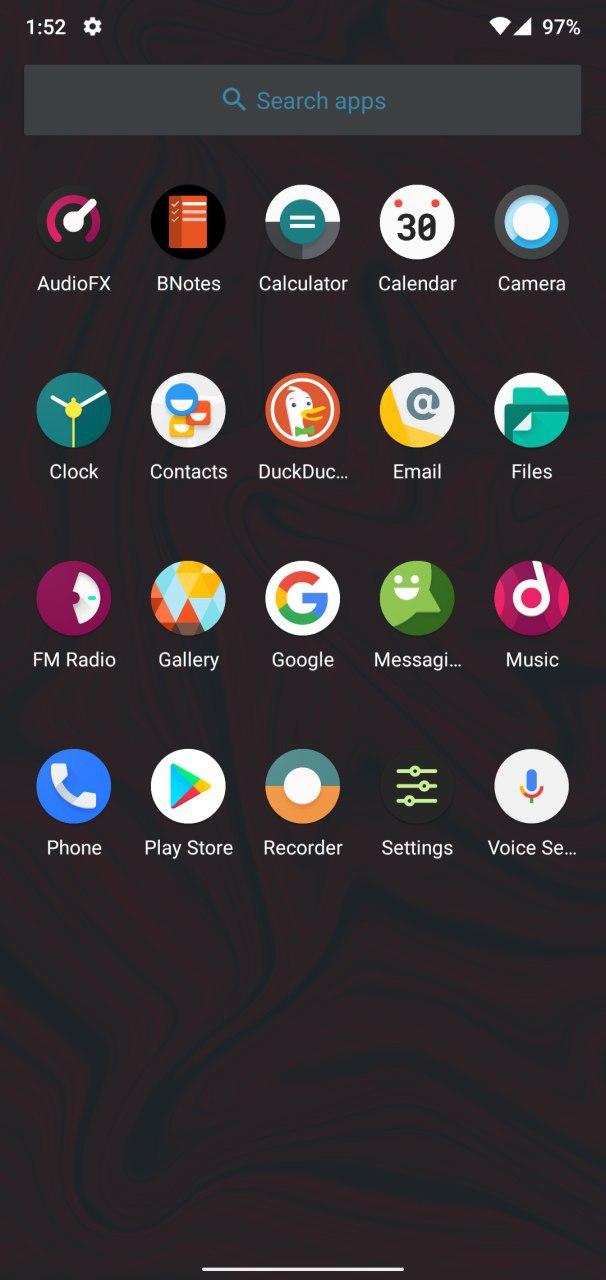 1:52 97%
Search apps
30
AudioFX BNotes Calculator Calendar Camera
@
Clock Contacts DuckDuc... Email Files
G
FM Radio Gallery Google Messagi... Music
Phone Play Store Recorder Settings Voice Se...